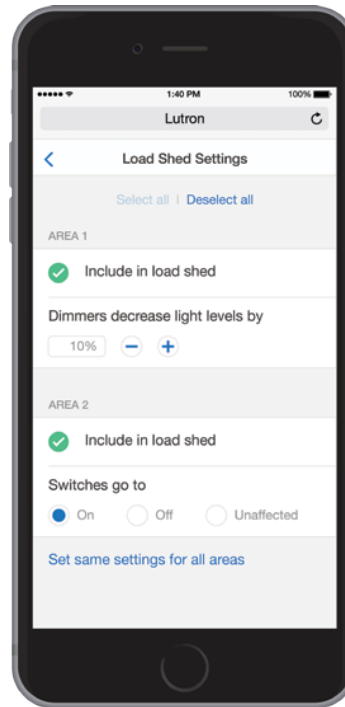 1:40 PM 100%
Lutron
Load Shed Settings
Select all | Deselect all
AREA 1
Include in load shed
Dimmers decrease light levels by
10%
AREA 2
Include in load shed
Switches go to
On Off Unaffected
Set same settings for all areas